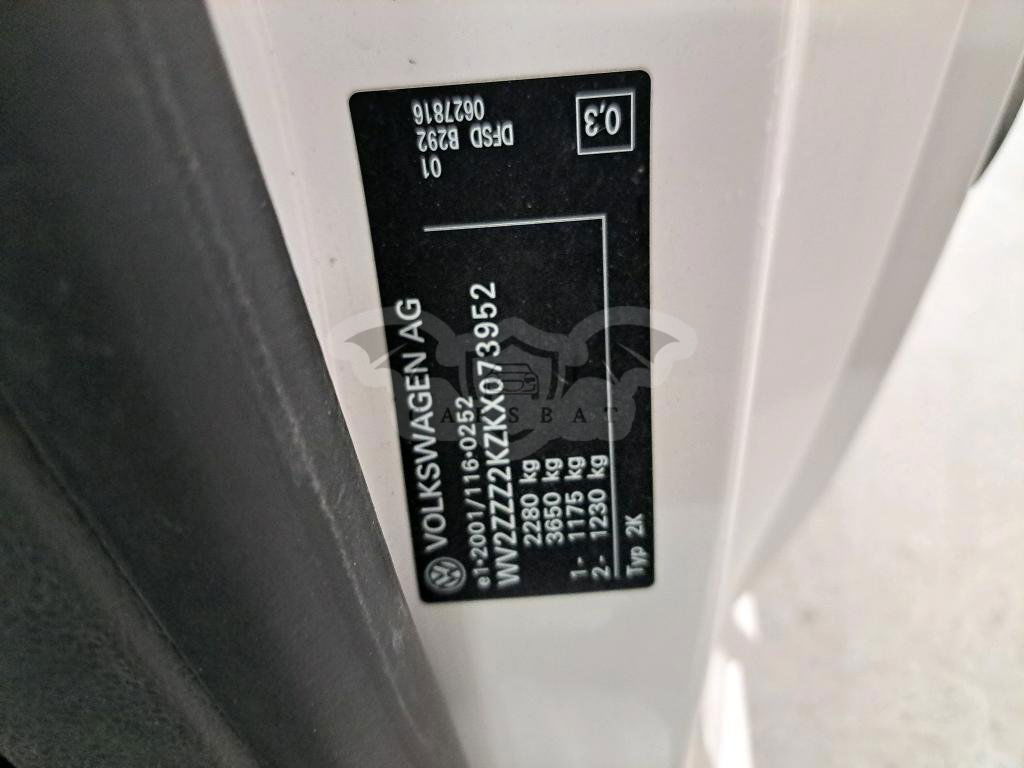 VOLKSWAGEN AG
e1*2001/116*0252
WV2ZZZ2KZKX073952
2280 kg
3650 kg
1- 1175 kg
2.- 1230 kg
Typ 2K
01
DFSD B292
0627816
0,3